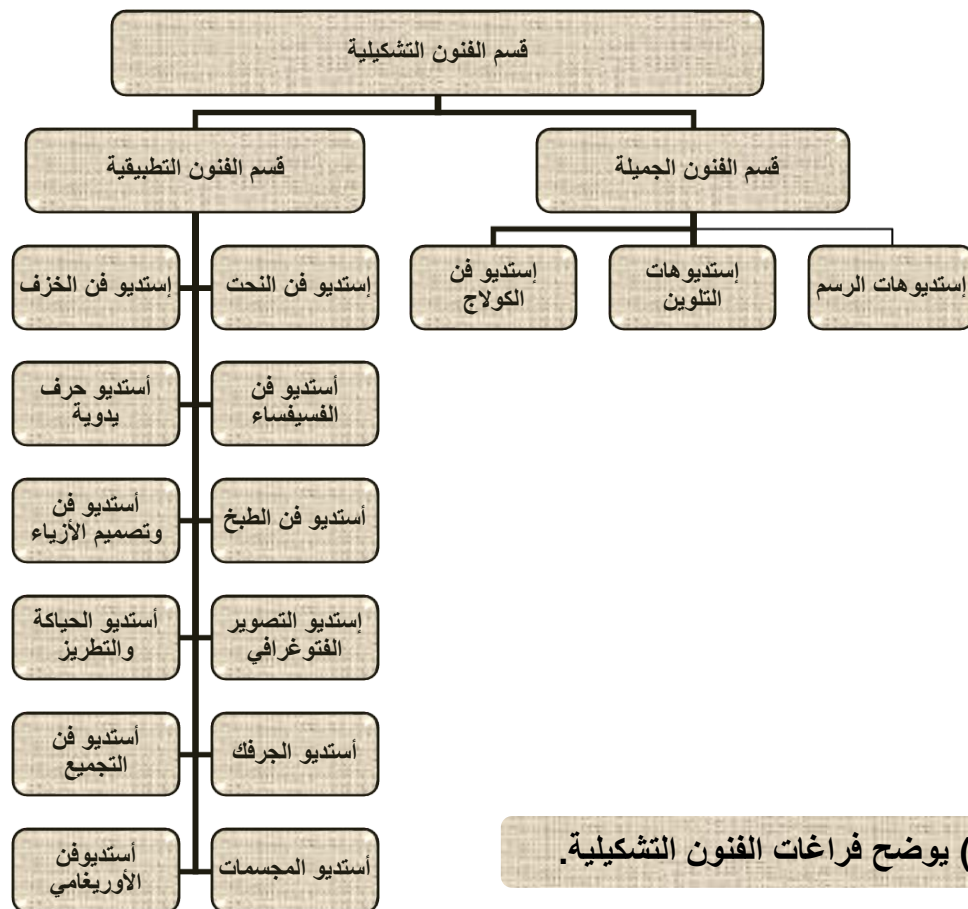 قسم الفنون التشكيلية
قسم الفنون الجميلة
قسم الفنون التطبيقية
إستديوهات الرسم
إستديوهات
التلوين
إستديو فن
الكولاج
إستديو فن النحت
إستديو فن الخزف
أستديو فن
الفسيفساء
أستديو حرف
يدوية
أستديو فن الطبخ
أستديو فن
وتصميم الأزياء
إستديو التصوير
الفتوغرافي
أستديو الحياكة
والتطريز
أستديو الجرفك
أستديو فن
التجميع
أستديو المجسمات
أستديوفن
الأوريغامي
) يوضح فراغات الفنون التشكيلية.